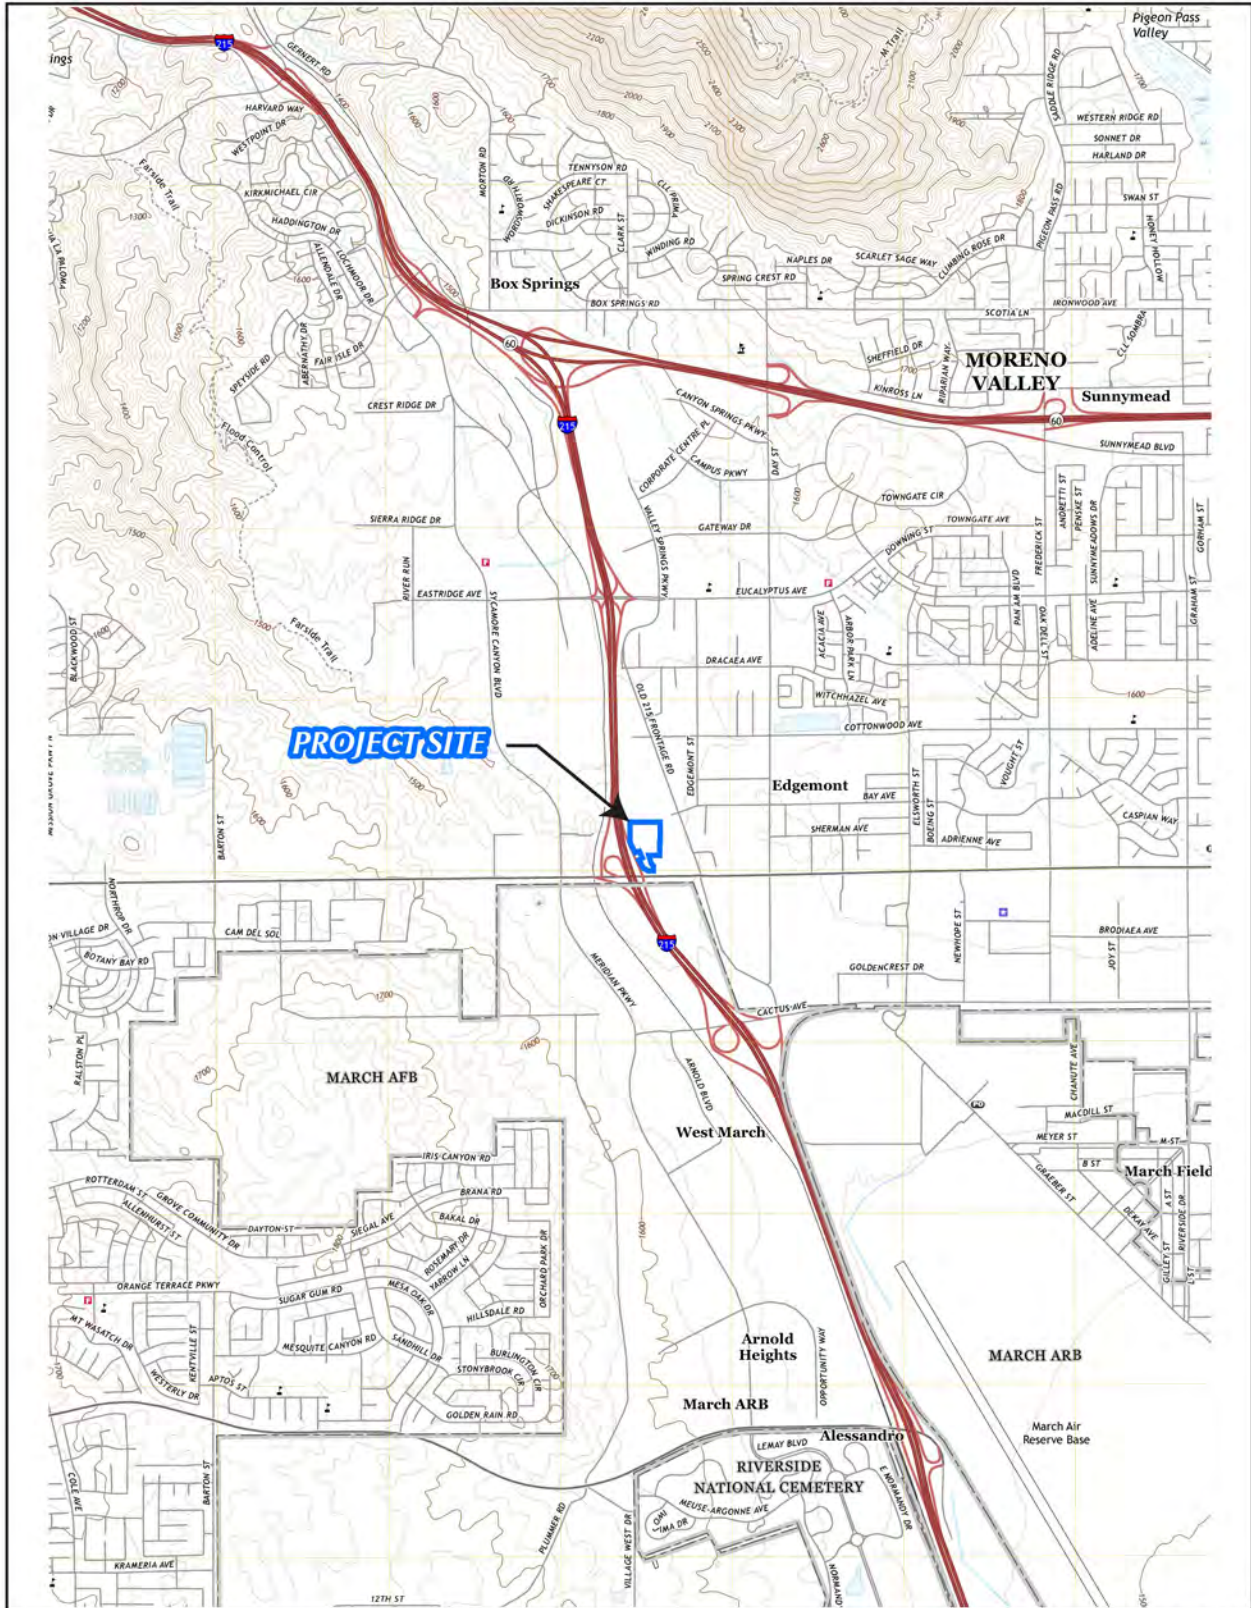 Pigeon Pass
Valley
215
GERNERT RD
M-Trail
SADDLE RIDGE RD
HARVARD WAY
WESTPOINT DR
WESTERN RIDGE RD
SONNET DR
HARLAND DR
MORTON RD
TENNYSON RD
Farside Trail
KIRKMICHAEL CIR
SHAKESPEARE CT
CLL PRIMA
SWAN ST
WORDSWORTH RD
DICKINSON RD
CLARK ST
HADDINGTON DR
PIGEON PASS RD
HONEY HOLLOW
WINDING RD
ALLENDALE DR
LOCHMOOR DR
NAPLES DR
SCARLET SAGE WAY
CLIMBING ROSE DR
SPRING CREST RD
Box Springs
BOX SPRINGS RD
IRONWOOD AVE
SCOTIA LN
ABERNATHY DR
FAIR ISLE DR
SPEYSIDE RD
60
SHEFFIELD DR
RIPARIAN WAY
CLL SOMBRA
MORENO
VALLEY
KINROSS LN
Sunnymead
CREST RIDGE DR
CANYON SPRINGS PKWY
215
60
SUNNYMEAD BLVD
Flood Control
CORPORATE CENTRE PL
CAMPUS PKWY
DAY ST
TOWNGATE CIR
ANDRETTI ST
PENSKE ST
SUNNYMEADOWS DR
GORHAM ST
SIERRA RIDGE DR
VALLEY SPRINGS PKWY
GATEWAY DR
TOWNGATE AVE
DOWNING ST
FREDERICK ST
RIVER RUN
EASTRIDGE AVE
EUCALYPTUS AVE
PAN AM BLVD
ADELINE AVE
GRAHAM ST
SYCAMORE CANYON BLVD
BLACKWOOD ST
Farside Trail
ACACIA AVE
ARBOR PARK LN
OAK DELL ST
DRACAEA AVE
OLD 215 FRONTAGE RD
WITCHHAZEL AVE
COTTONWOOD AVE
PROJECT SITE
EDGEMONT ST
VOUGHT ST
Edgemont
BAY AVE
ELSWORTH ST
BOEING ST
CASPIAN WAY
BARTON ST
SHERMAN AVE
ADRIENNE AVE
NORTHROP DR
CAM DEL SOL
BOTANY BAY RD
215
NEWHOPE ST
BRODIAEA AVE
JOY ST
MERIDIAN PKWY
GOLDENCREST DR
CACTUS AVE
RALSTON PL
MARCH AFB
ARNOLD BLVD
CHANUTE AVE
West March
MACDILL ST
MEYER ST
M ST
B ST
March Field
GRAEBER ST
A ST
DEKAY AVE
RIVERSIDE DR
GILLEY ST
L ST
IRIS CANYON RD
ROTTERDAM ST
GROVE COMMUNITY DR
ALLENHURST ST
DAYTON ST
SIEGAL AVE
BRANA RD
BAKAL DR
ROSEMARY DR
YARROW LN
ORCHARD PARK DR
ORANGE TERRACE PKWY
SUGAR GUM RD
MESA OAK DR
HILLSDALE RD
MT WASATCH DR
KENTVILLE ST
MESQUITE CANYON RD
SANDHILL DR
BURLINGTON CIR
STONYBROOK CIR
WESTERLY DR
APTOS ST
GOLDEN RAIN RD
Arnold
Heights
OPPORTUNITY WAY
MARCH ARB
March ARB
March Air
Reserve Base
Alessandro
LEMAY BLVD
RIVERSIDE
NATIONAL CEMETERY
E NORMANDY DR
COLE AVE
BARTON ST
MEUSE-ARGONNE AVE
PLUMMER RD
VILLAGE WEST DR
KRAMERIA AVE
12TH ST